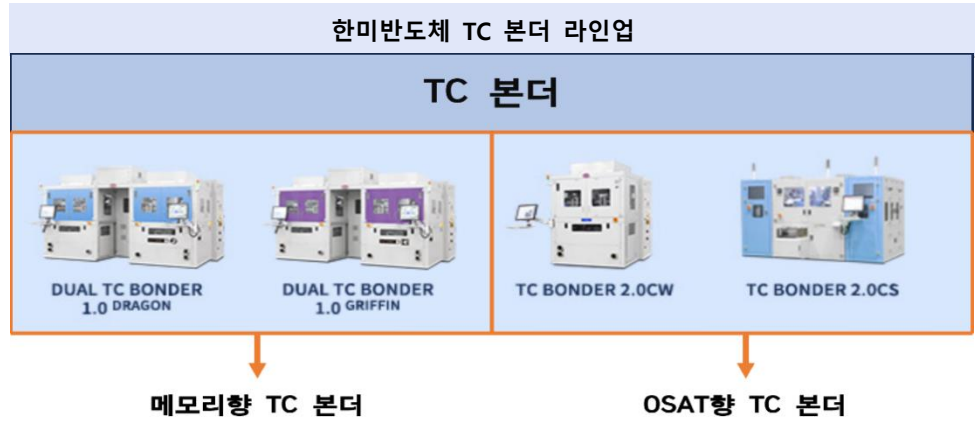 한미반도체 TC 본더 라인업
TC 본더
DUAL TC BONDER
1.0 DRAGON
DUAL TC BONDER
1.0 GRIFFIN
TC BONDER 2.0CW
TC BONDER 2.0CS
메모리향 TC 본더
OSAT향 TC 본더